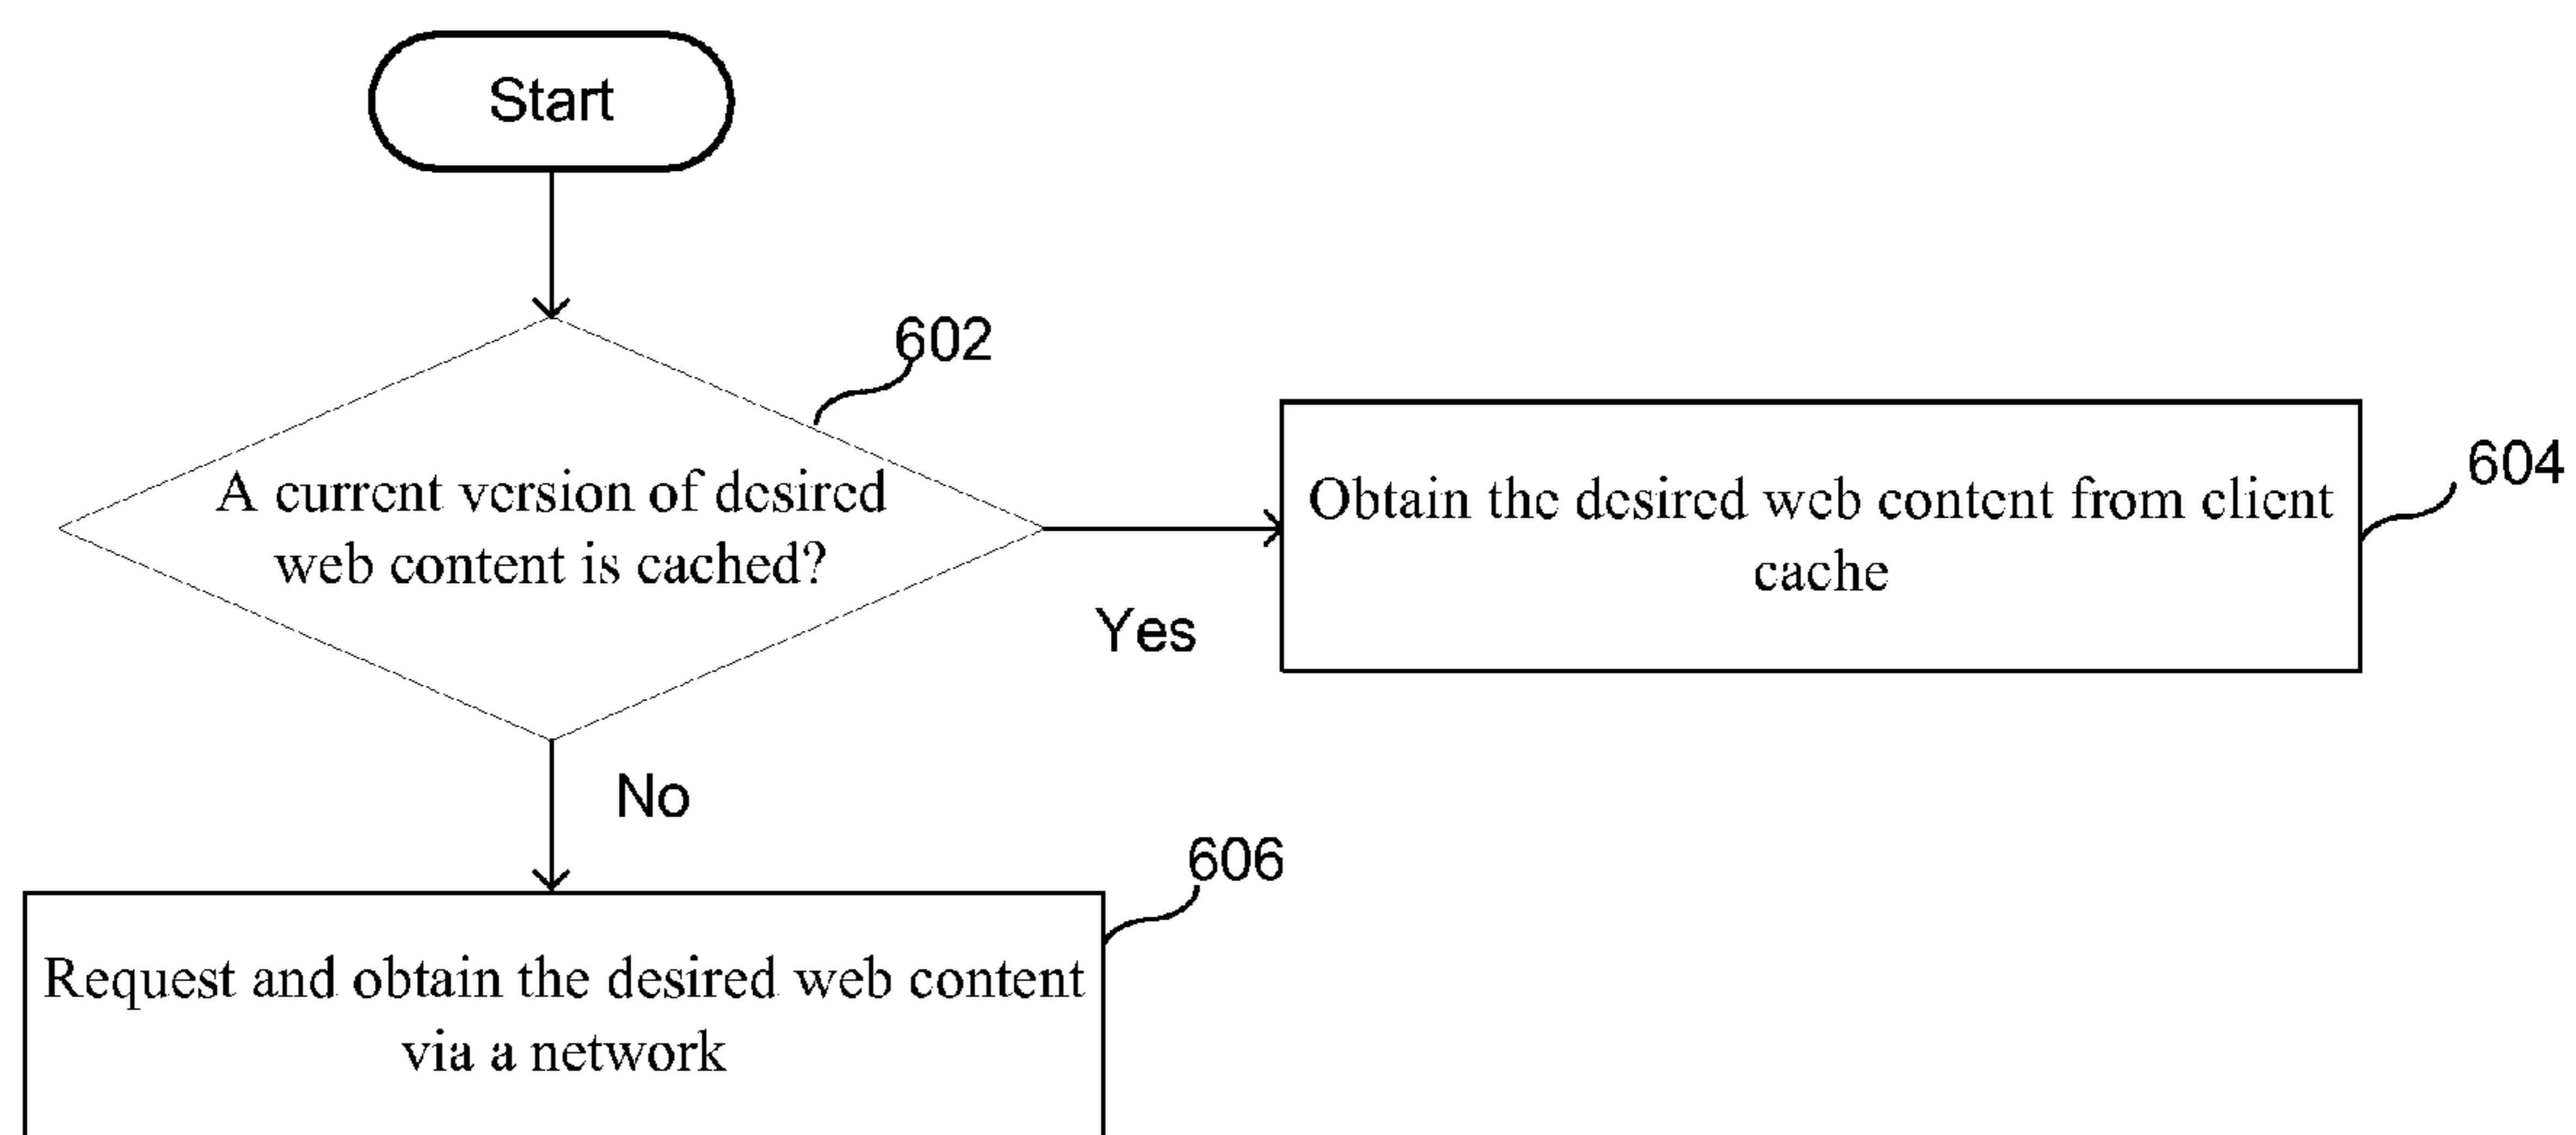 Start
602
A current version of desired
web content is cached?
604
Obtain the desired web content from client
cache
Yes
No
606
Request and obtain the desired web content
via a network